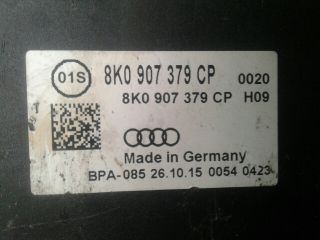 01S 8K0 907 379 CP 0020
8K0 907 379 CP H09
T
Made in Germany
BPA-085 26.10.15 0054 0423